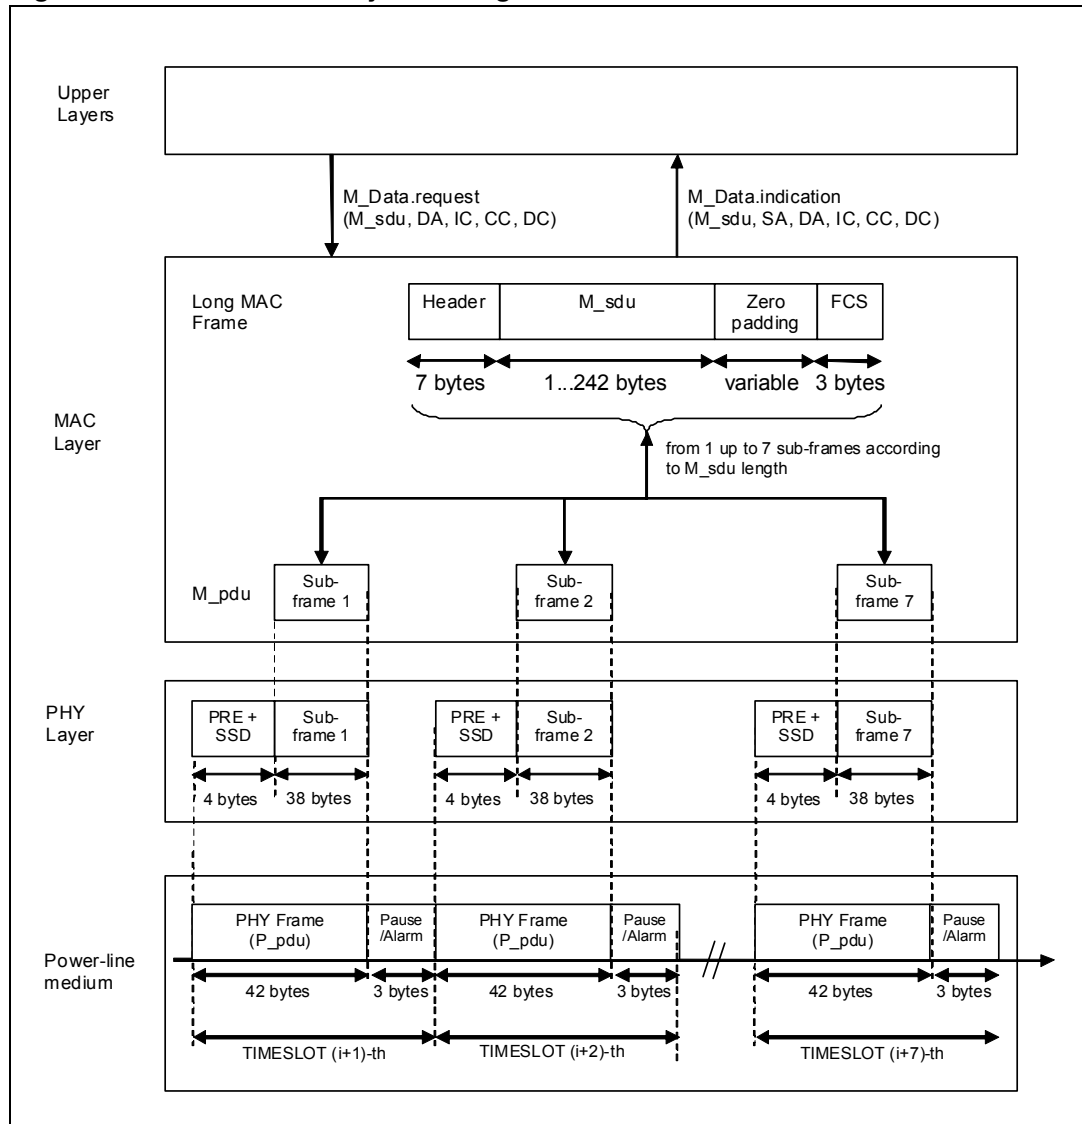 Upper
Layers
M_Data.request
(M_sdu, DA, IC, CC, DC)
M_Data.indication
(M_sdu, SA, DA, IC, CC, DC)
Long MAC
Frame
Header
M_sdu
Zero
padding
FCS
7 bytes
1...242 bytes
variable
3 bytes
MAC
Layer
from 1 up to 7 sub-frames according
to M_sdu length
M_pdu
Sub-
frame 1
Sub-
frame 2
Sub-
frame 7
PHY
Layer
PRE +
SSD
Sub-
frame 1
PRE +
SSD
Sub-
frame 2
PRE +
SSD
Sub-
frame 7
4 bytes
38 bytes
4 bytes
38 bytes
4 bytes
38 bytes
Power-line
medium
PHY Frame
(P_pdu)
Pause
/Alarm
PHY Frame
(P_pdu)
Pause
/Alarm
PHY Frame
(P_pdu)
Pause
/Alarm
42 bytes
3 bytes
42 bytes
3 bytes
42 bytes
3 bytes
TIMESLOT (i+1)-th
TIMESLOT (i+2)-th
TIMESLOT (i+7)-th